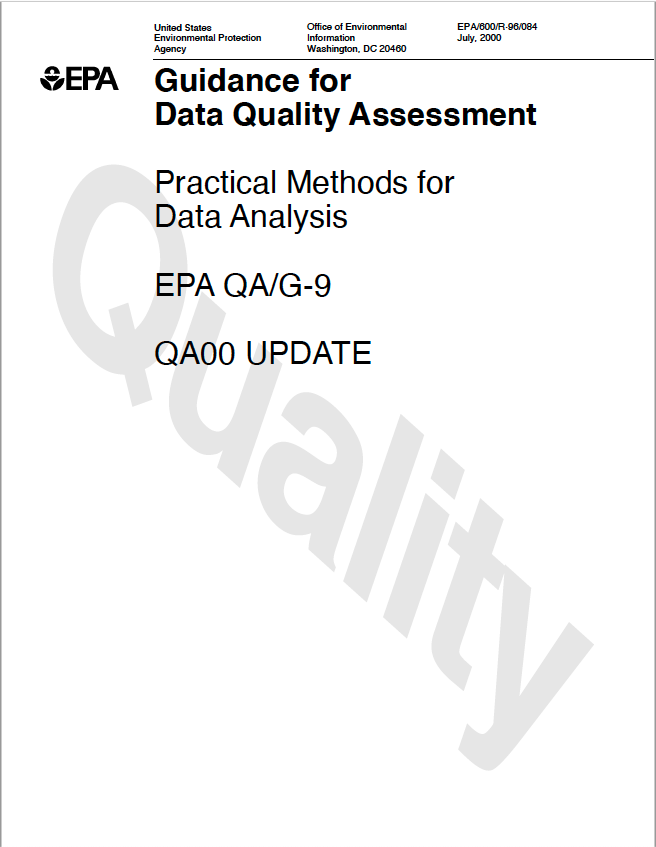 United States
Environmental Protection
Agency
Office of Environmental
Information
Washington, DC 20460
EPA/600/R-96/084
July, 2000
EPA
Guidance for
Data Quality Assessment
Practical Methods for
Data Analysis
EPA QA/G-9
QA00 UPDATE
Quality